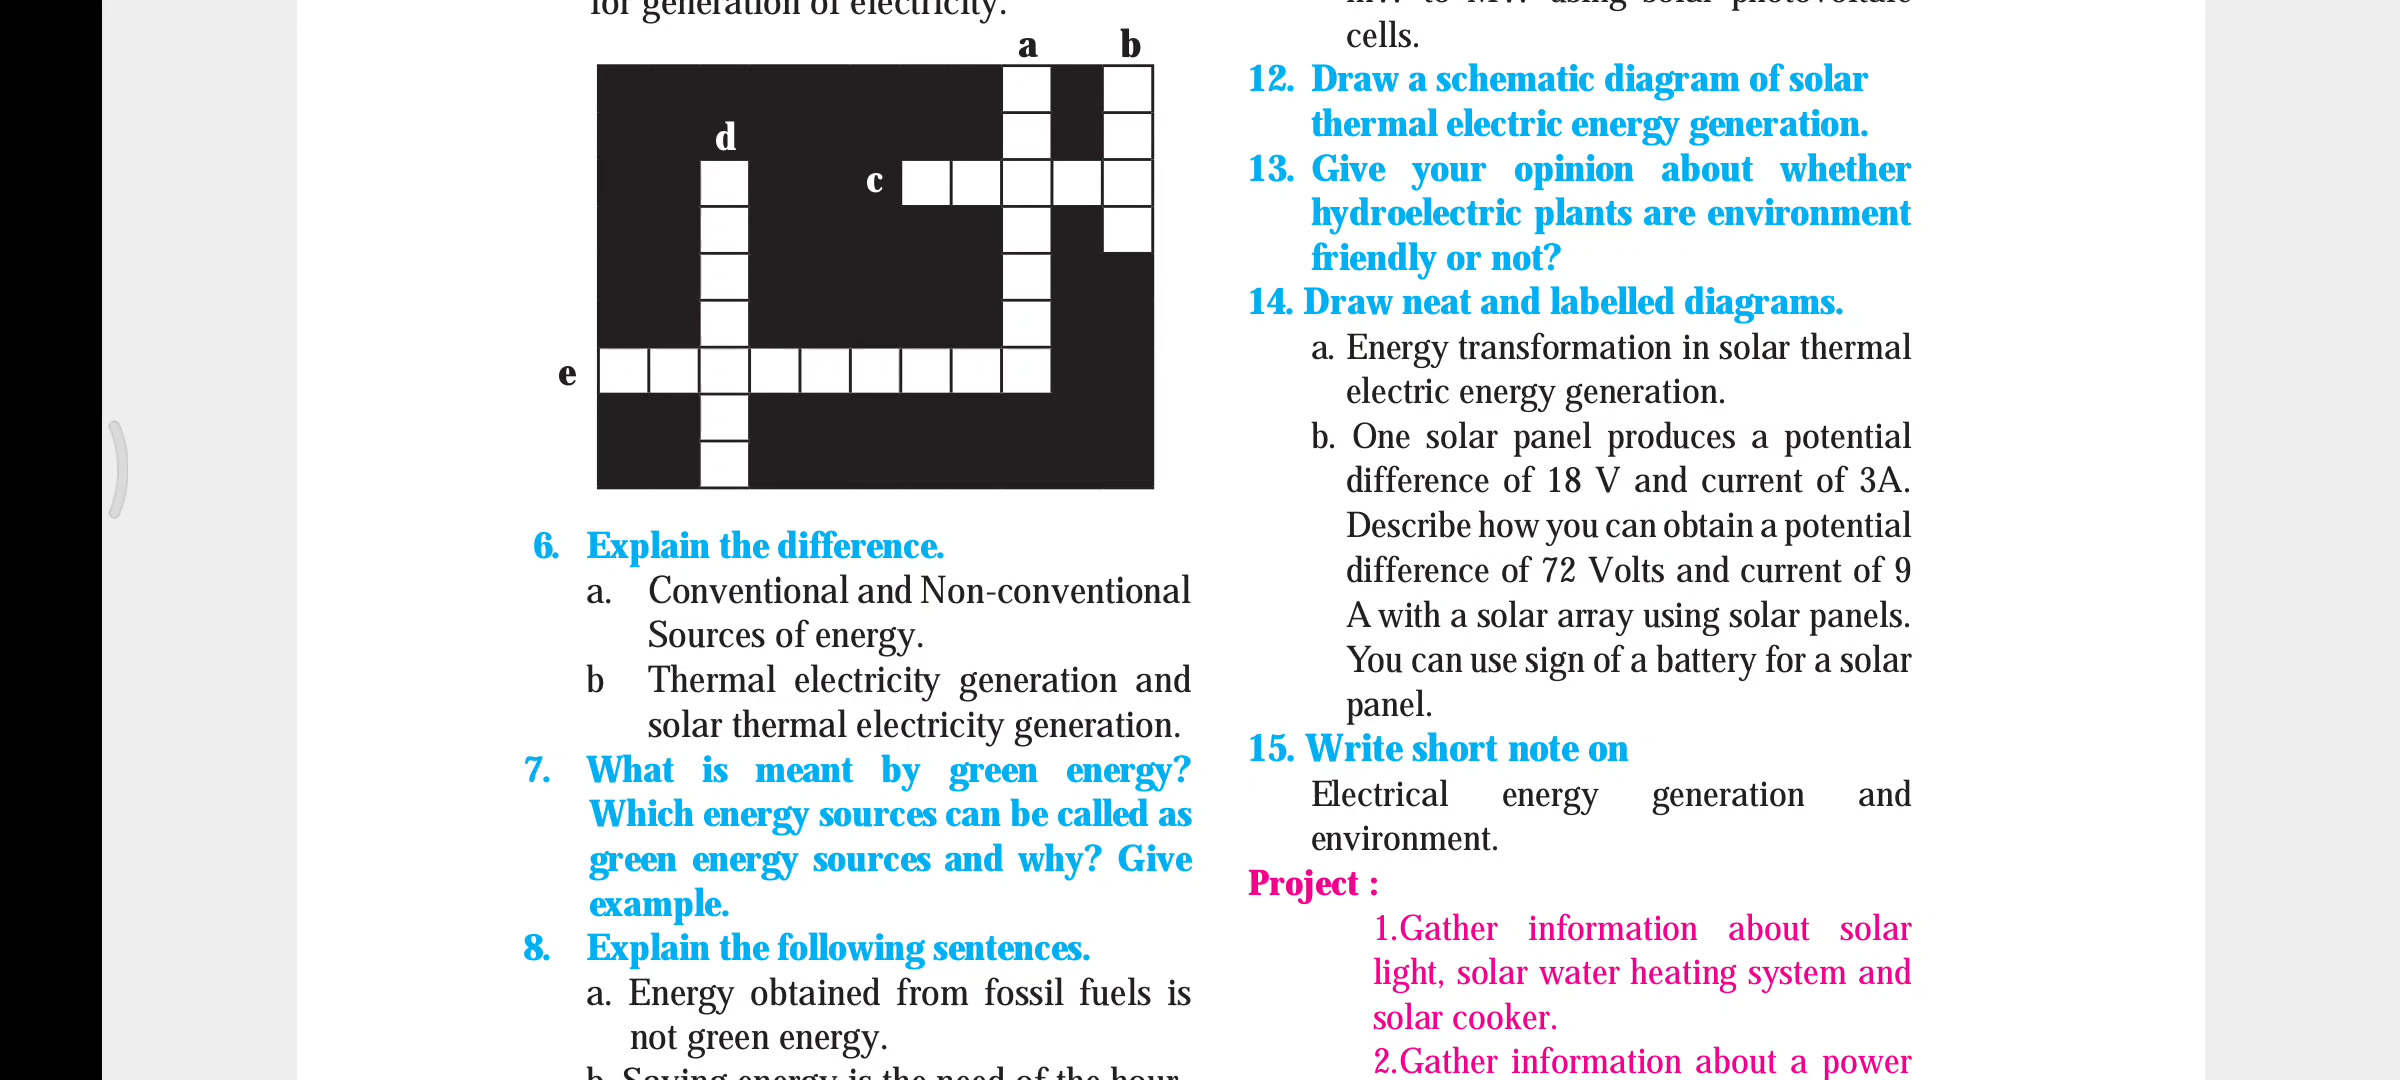 for generation of electricity.
a b
d
c
e
6. Explain the difference.
a. Conventional and Non-conventional
Sources of energy.
b Thermal electricity generation and
solar thermal electricity generation.
7. What is meant by green energy?
Which energy sources can be called as
green energy sources and why? Give
example.
8. Explain the following sentences.
a. Energy obtained from fossil fuels is
not green energy.
b. Saving energy is the need of the hour.
cells.
12. Draw a schematic diagram of solar
thermal electric energy generation.
13. Give your opinion about whether
hydroelectric plants are environment
friendly or not?
14. Draw neat and labelled diagrams.
a. Energy transformation in solar thermal
electric energy generation.
b. One solar panel produces a potential
difference of 18 V and current of 3A.
Describe how you can obtain a potential
difference of 72 Volts and current of 9
A with a solar array using solar panels.
You can use sign of a battery for a solar
panel.
15. Write short note on
Electrical energy generation and
environment.
Project :
1.Gather information about solar
light, solar water heating system and
solar cooker.
2.Gather information about a power